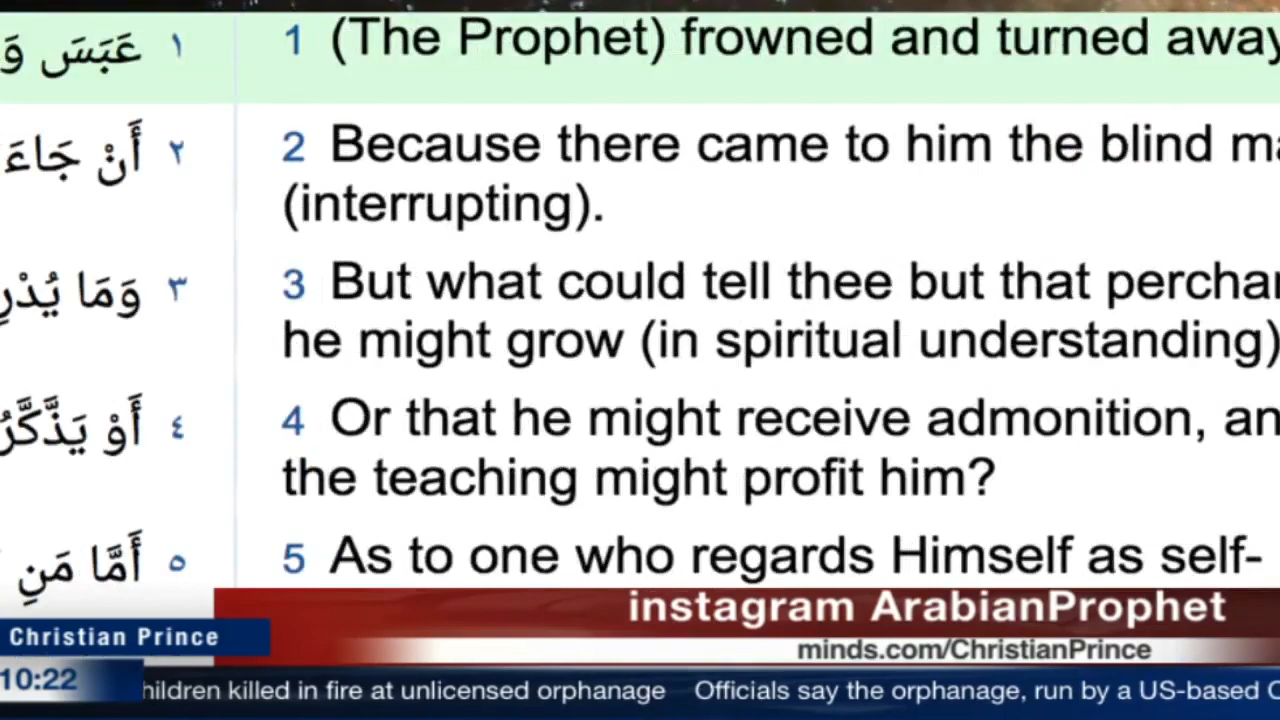 عَبَسَ وَ ١
1 (The Prophet) frowned and turned away
أَنْ جَاءَ ٢
2 Because there came to him the blind
(interrupting).
وَمَا ٣
3 But what could tell thee but that
he might grow (in spiritual understanding)
أَوْ يَذَّكَّرُ ٤
4 Or that he might receive admonition,
the teaching might profit him?
أَمَّا مَنِ ٥
5 As to one who regards Himself as self-
instagram ArabianProphet
Christian Prince
minds.com/ChristianPrince
10:22
hildren killed in fire at unlicensed orphanage Officials say the orphanage, run by a US-based